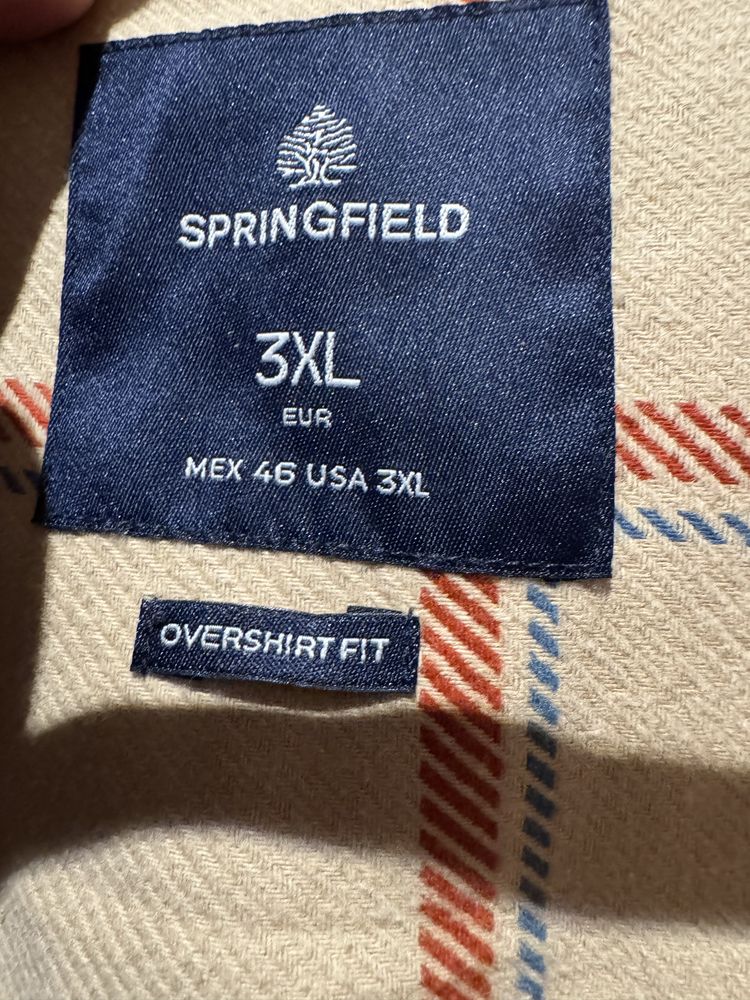 SPRINGFIELD
3XL
EUR
MEX 46 USA 3XL
OVERSHIRT FIT